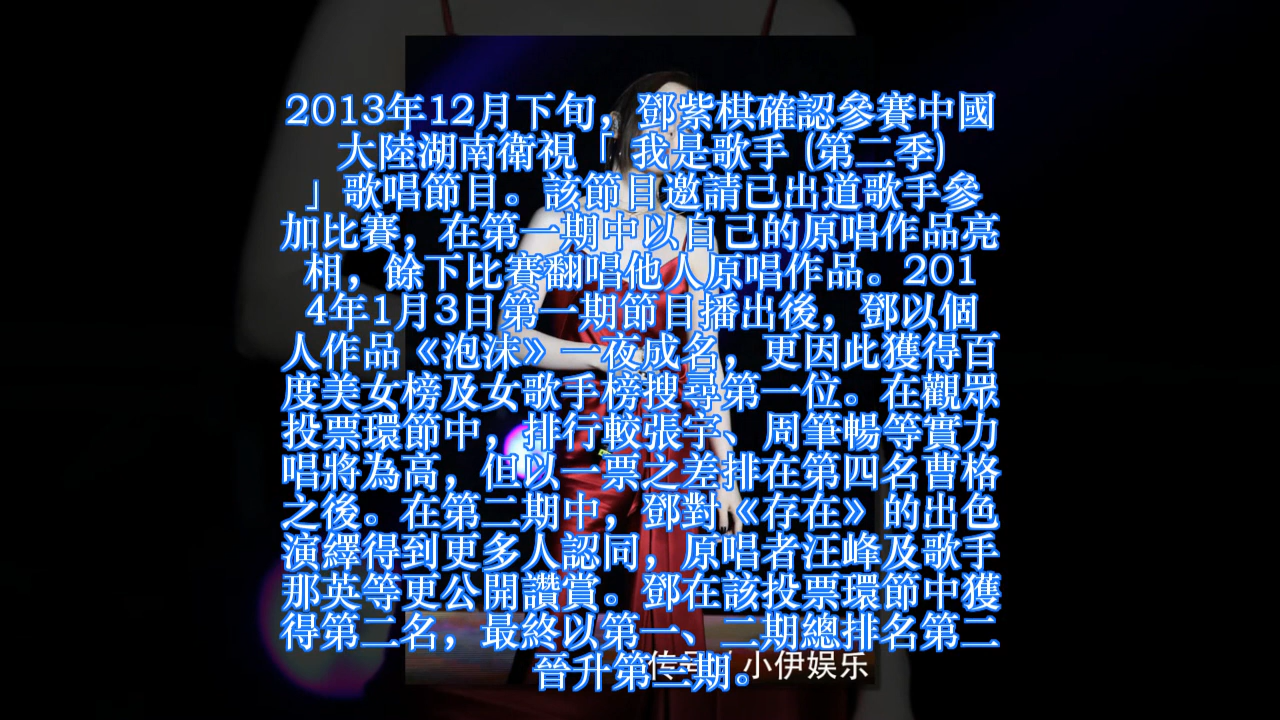 2013年12月下旬，鄧紫棋確認參賽中國
大陸湖南衛視「 我是歌手 (第二季)
」歌唱節目。該節目邀請已出道歌手參
加比賽，在第一期中以自己的原唱作品亮
相，餘下比賽翻唱他人原唱作品。201
4年1月3日第一期節目播出後，鄧以個
人作品《泡沫》一夜成名，更因此獲得百
度美女榜及女歌手榜搜尋第一位。在觀眾
投票環節中，排行較張宇、周筆暢等實力
唱將為高，但以一票之差排在第四名曹格
之後。在第二期中，鄧對《存在》的出色
演繹得到更多人認同，原唱者汪峰及歌手
那英等更公開讚賞。鄧在該投票環節中獲
得第二名，最終以第一、二期總排名第二
晉升第三期。
小伊娱乐